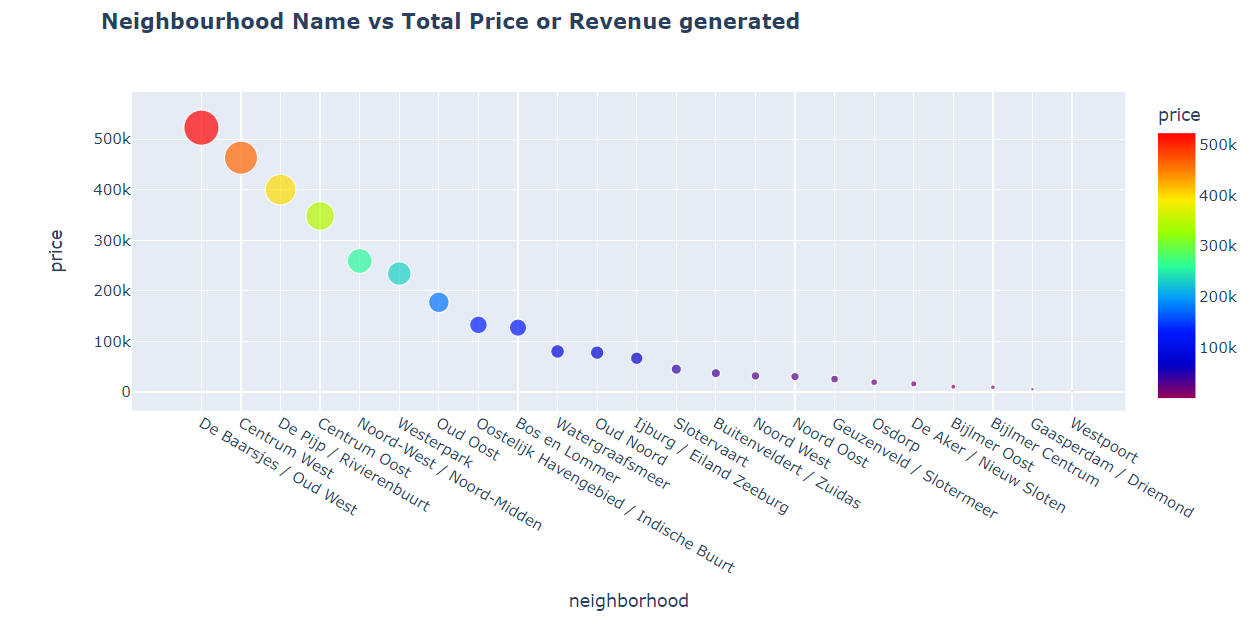 Neighbourhood Name vs Total Price or Revenue generated
price
500k
400k
300k
200k
100k
0
De Baarsjes / Oud West
Centrum West
De Pijp / Rivierenbuurt
Centrum Oost
Noord-West / Noord-Midden
Westerpark
Oud Oost
Oostelijk Havengebied / Indische Buurt
Bos en Lommer
Watergraafsmeer
Oud Noord
Ijburg / Eiland Zeeburg
Slotervaart
Buitenveldert / Zuidas
Noord West
Noord Oost
Geuzenveld / Slotermeer
Osdorp
De Aker / Nieuw Sloten
Bijlmer Oost
Bijlmer Centrum
Gaasperdam / Driemond
Westpoort
neighborhood
price
500k
400k
300k
200k
100k